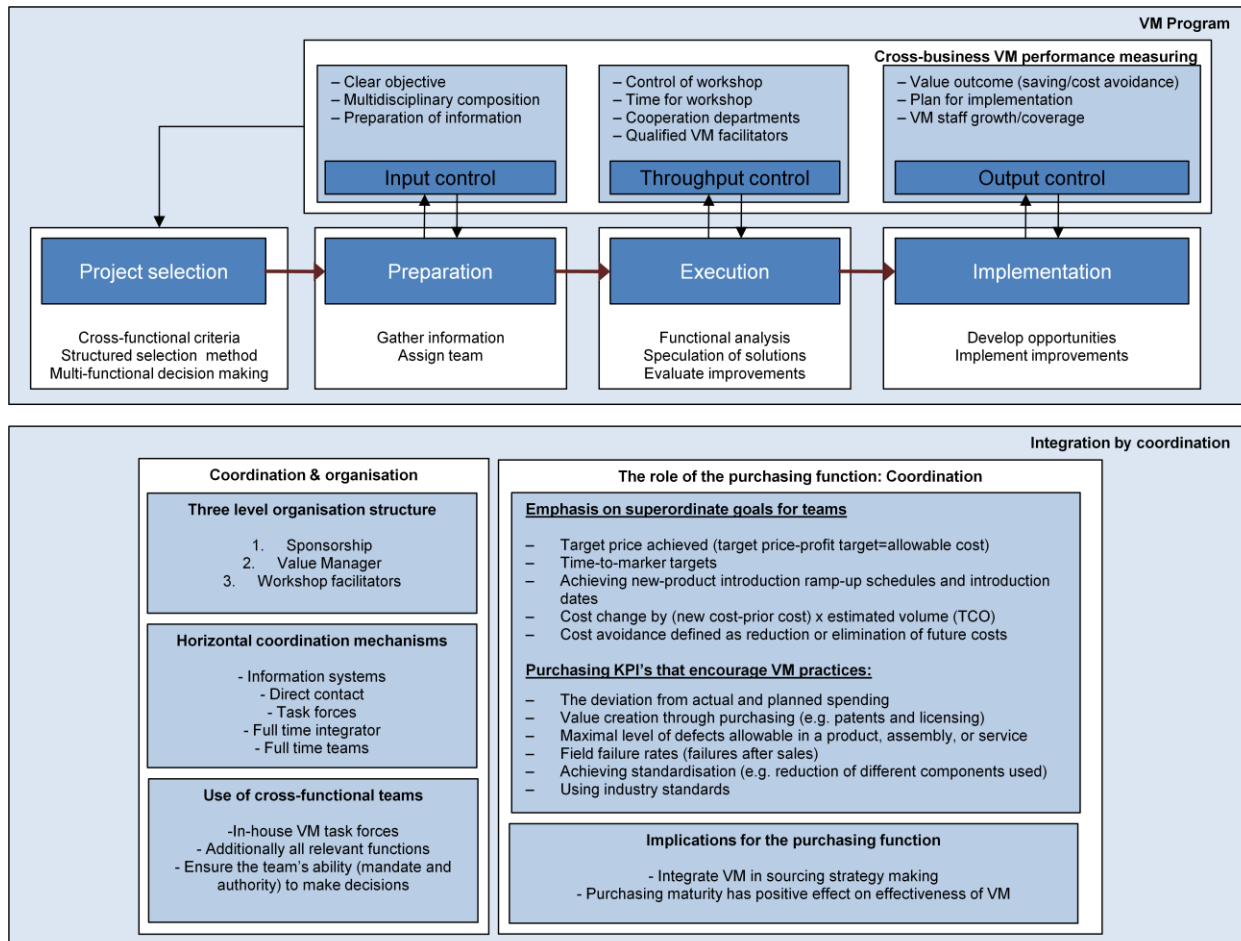 VM Program
Cross-business VM performance measuring
– Clear objective
– Multidisciplinary composition
– Preparation of information
Input control
– Control of workshop
– Time for workshop
– Cooperation departments
– Qualified VM facilitators
Throughput control
– Value outcome (saving/cost avoidance)
– Plan for implementation
– VM staff growth/coverage
Output control
Project selection
Cross-functional criteria
Structured selection method
Multi-functional decision making
Preparation
Gather information
Assign team
Execution
Functional analysis
Speculation of solutions
Evaluate improvements
Implementation
Develop opportunities
Implement improvements
Integration by coordination
Coordination & organisation
Three level organisation structure
1. Sponsorship
2. Value Manager
3. Workshop facilitators
Horizontal coordination mechanisms
- Information systems
- Direct contact
- Task forces
- Full time integrator
- Full time teams
Use of cross-functional teams
-In-house VM task forces
- Additionally all relevant functions
- Ensure the team's ability (mandate and
authority) to make decisions
The role of the purchasing function: Coordination
Emphasis on superordinate goals for teams
– Target price achieved (target price-profit target=allowable cost)
– Time-to-marker targets
– Achieving new-product introduction ramp-up schedules and introduction
dates
– Cost change by (new cost-prior cost) x estimated volume (TCO)
– Cost avoidance defined as reduction or elimination of future costs
Purchasing KPI's that encourage VM practices:
– The deviation from actual and planned spending
– Value creation through purchasing (e.g. patents and licensing)
– Maximal level of defects allowable in a product, assembly, or service
– Field failure rates (failures after sales)
– Achieving standardisation (e.g. reduction of different components used)
– Using industry standards
Implications for the purchasing function
- Integrate VM in sourcing strategy making
- Purchasing maturity has positive effect on effectiveness of VM